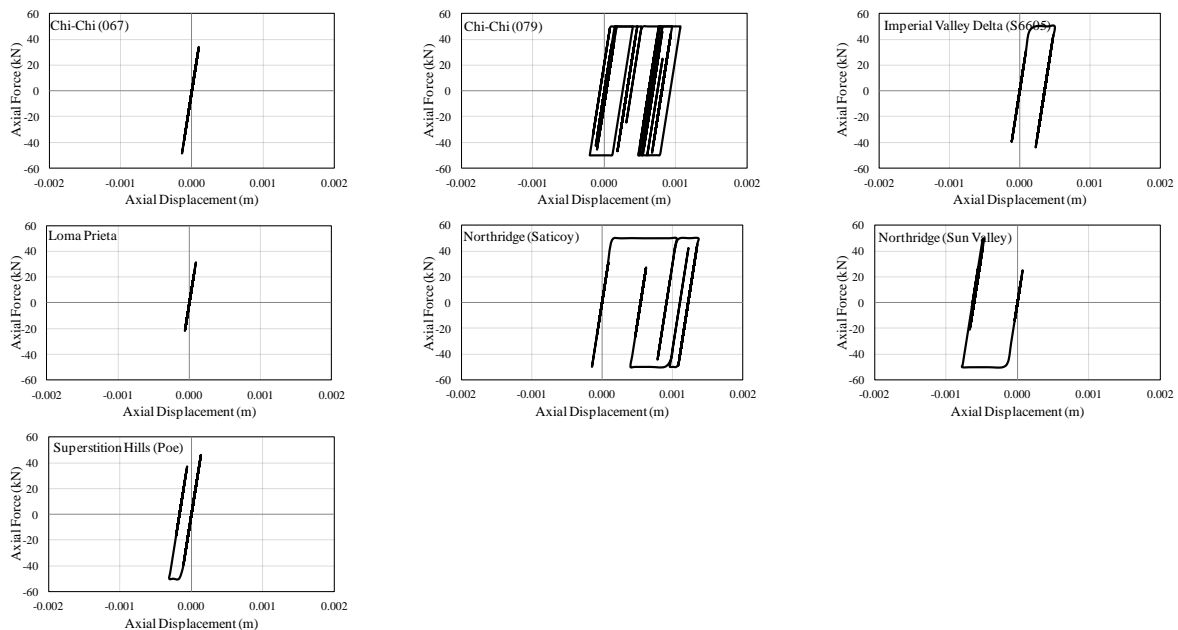 Chi-Chi (067)
60
40
20
0
-20
-40
-60
Axial Force (kN)
-0.002 -0.001 0.000 0.001 0.002
Axial Displacement (m)
Chi-Chi (079)
60
40
20
0
-20
-40
-60
Axial Force (kN)
-0.002 -0.001 0.000 0.001 0.002
Axial Displacement (m)
Imperial Valley Delta (S6605)
60
40
20
0
-20
-40
-60
Axial Force (kN)
-0.002 -0.001 0.000 0.001 0.002
Axial Displacement (m)
Loma Prieta
60
40
20
0
-20
-40
-60
Axial Force (kN)
-0.002 -0.001 0.000 0.001 0.002
Axial Displacement (m)
Northridge (Saticoy)
60
40
20
0
-20
-40
-60
Axial Force (kN)
-0.002 -0.001 0.000 0.001 0.002
Axial Displacement (m)
Northridge (Sun Valley)
60
40
20
0
-20
-40
-60
Axial Force (kN)
-0.002 -0.001 0.000 0.001 0.002
Axial Displacement (m)
Superstition Hills (Poe)
60
40
20
0
-20
-40
-60
Axial Force (kN)
-0.002 -0.001 0.000 0.001 0.002
Axial Displacement (m)